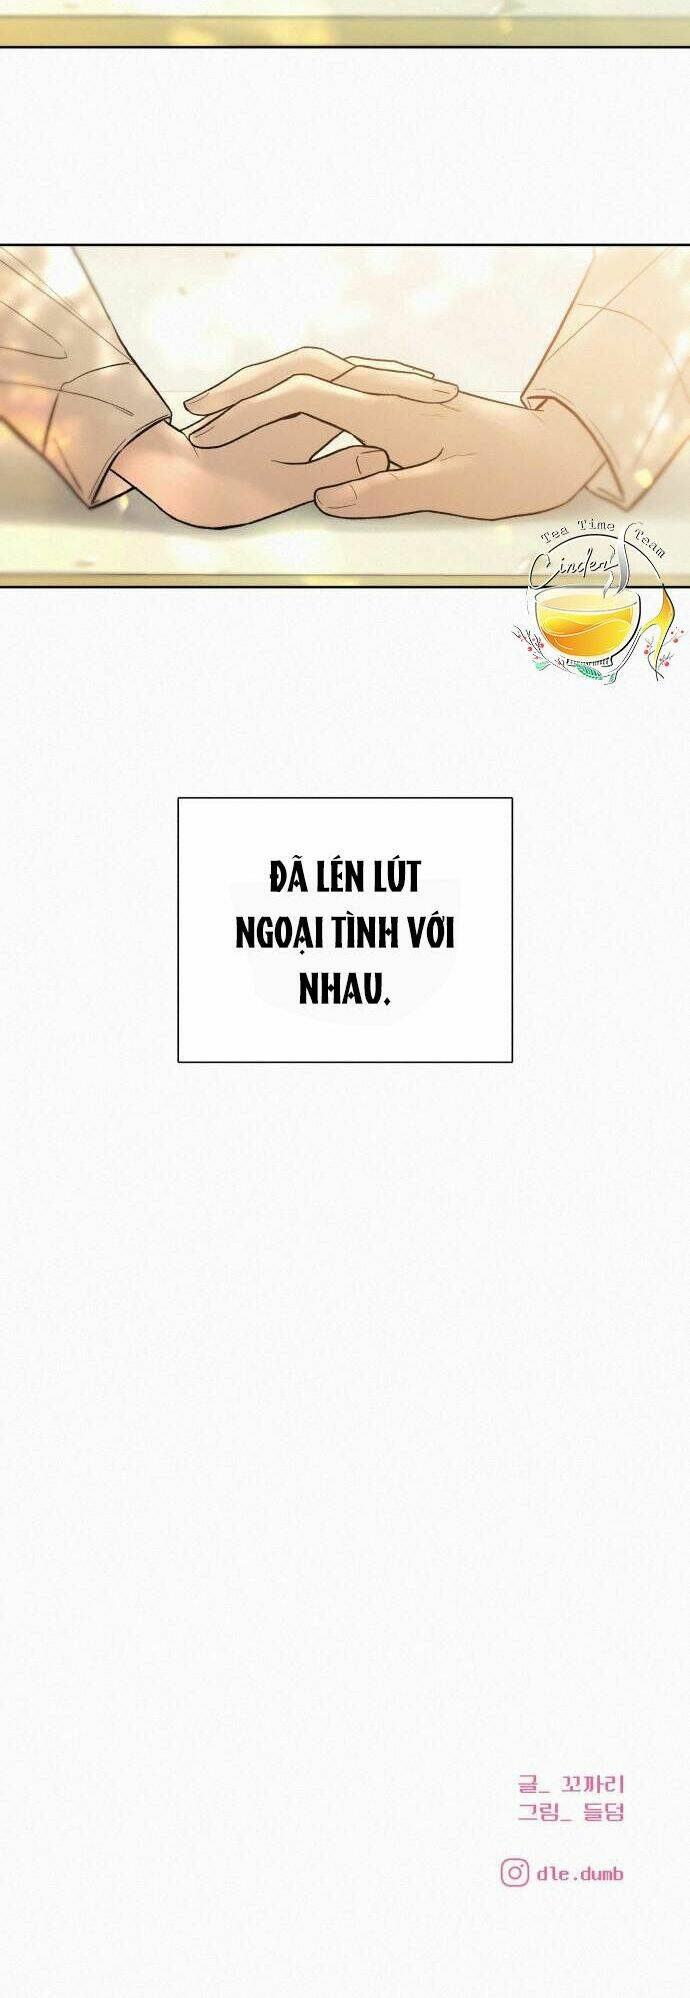 Tea Time Team
Cinder
ĐÃ LÉN LÚT
NGOẠI TÌNH VỚI
NHAU.
글_ 꼬까리
그림_ 들덤
dle.dumb